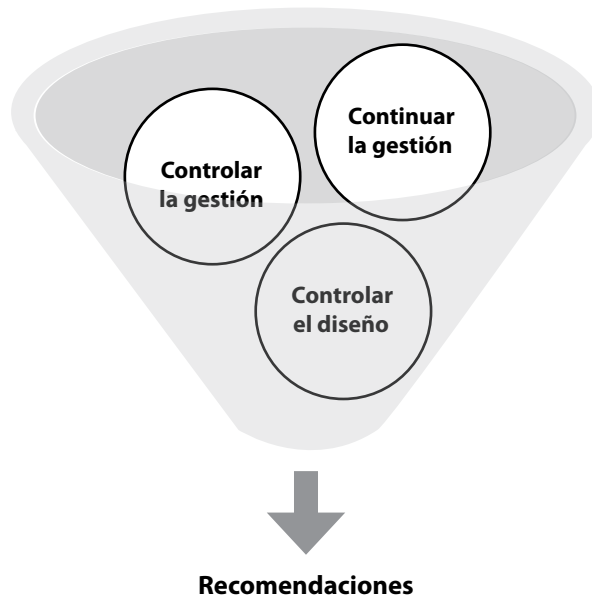 Continuar
la gestión
Controlar
la gestión
Controlar
el diseño
Recomendaciones